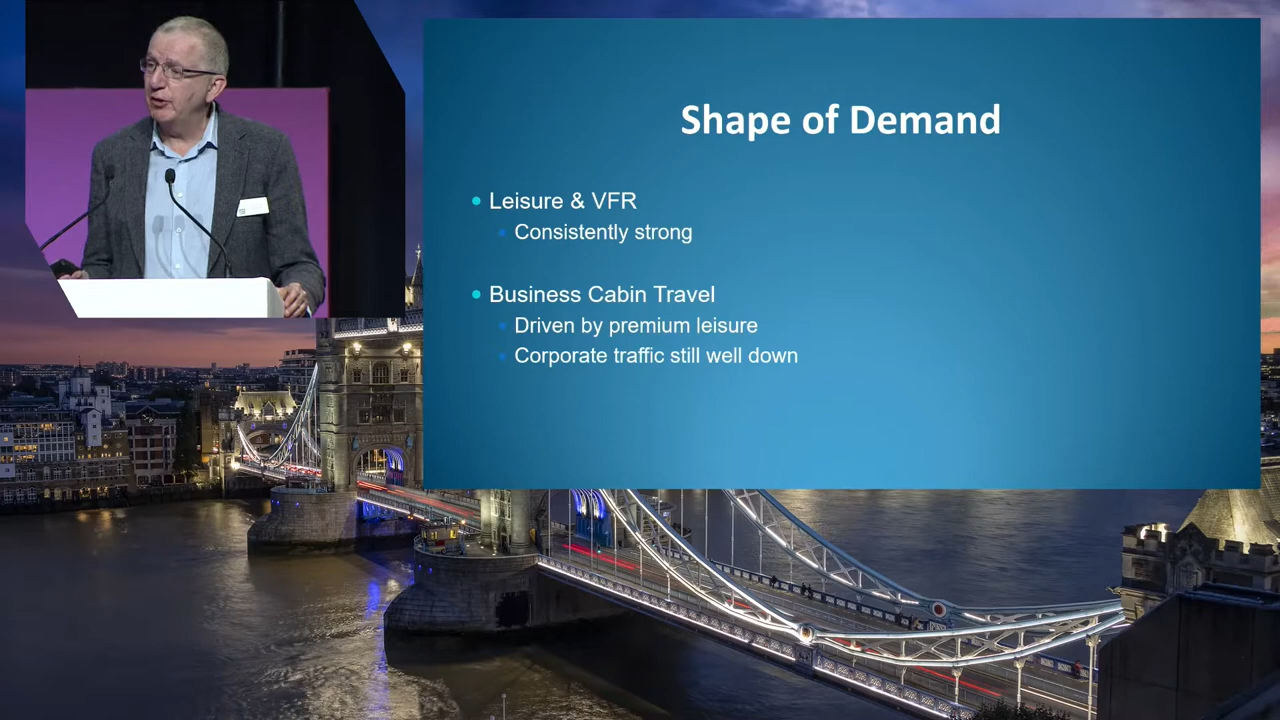 Shape of Demand
Leisure & VFR
Consistently strong
Business Cabin Travel
Driven by premium leisure
Corporate traffic still well down